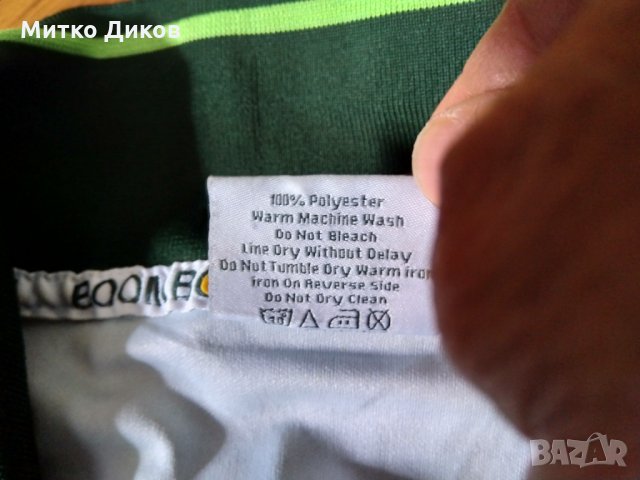 Митко Диков
100% Polyester
Warm Machine Wash
Do Not Bleach
Line Dry Without Delay
Do Not Tumble Dry Warm iron
iron On Reverse Side
Do Not Dry Clean
BAZAR